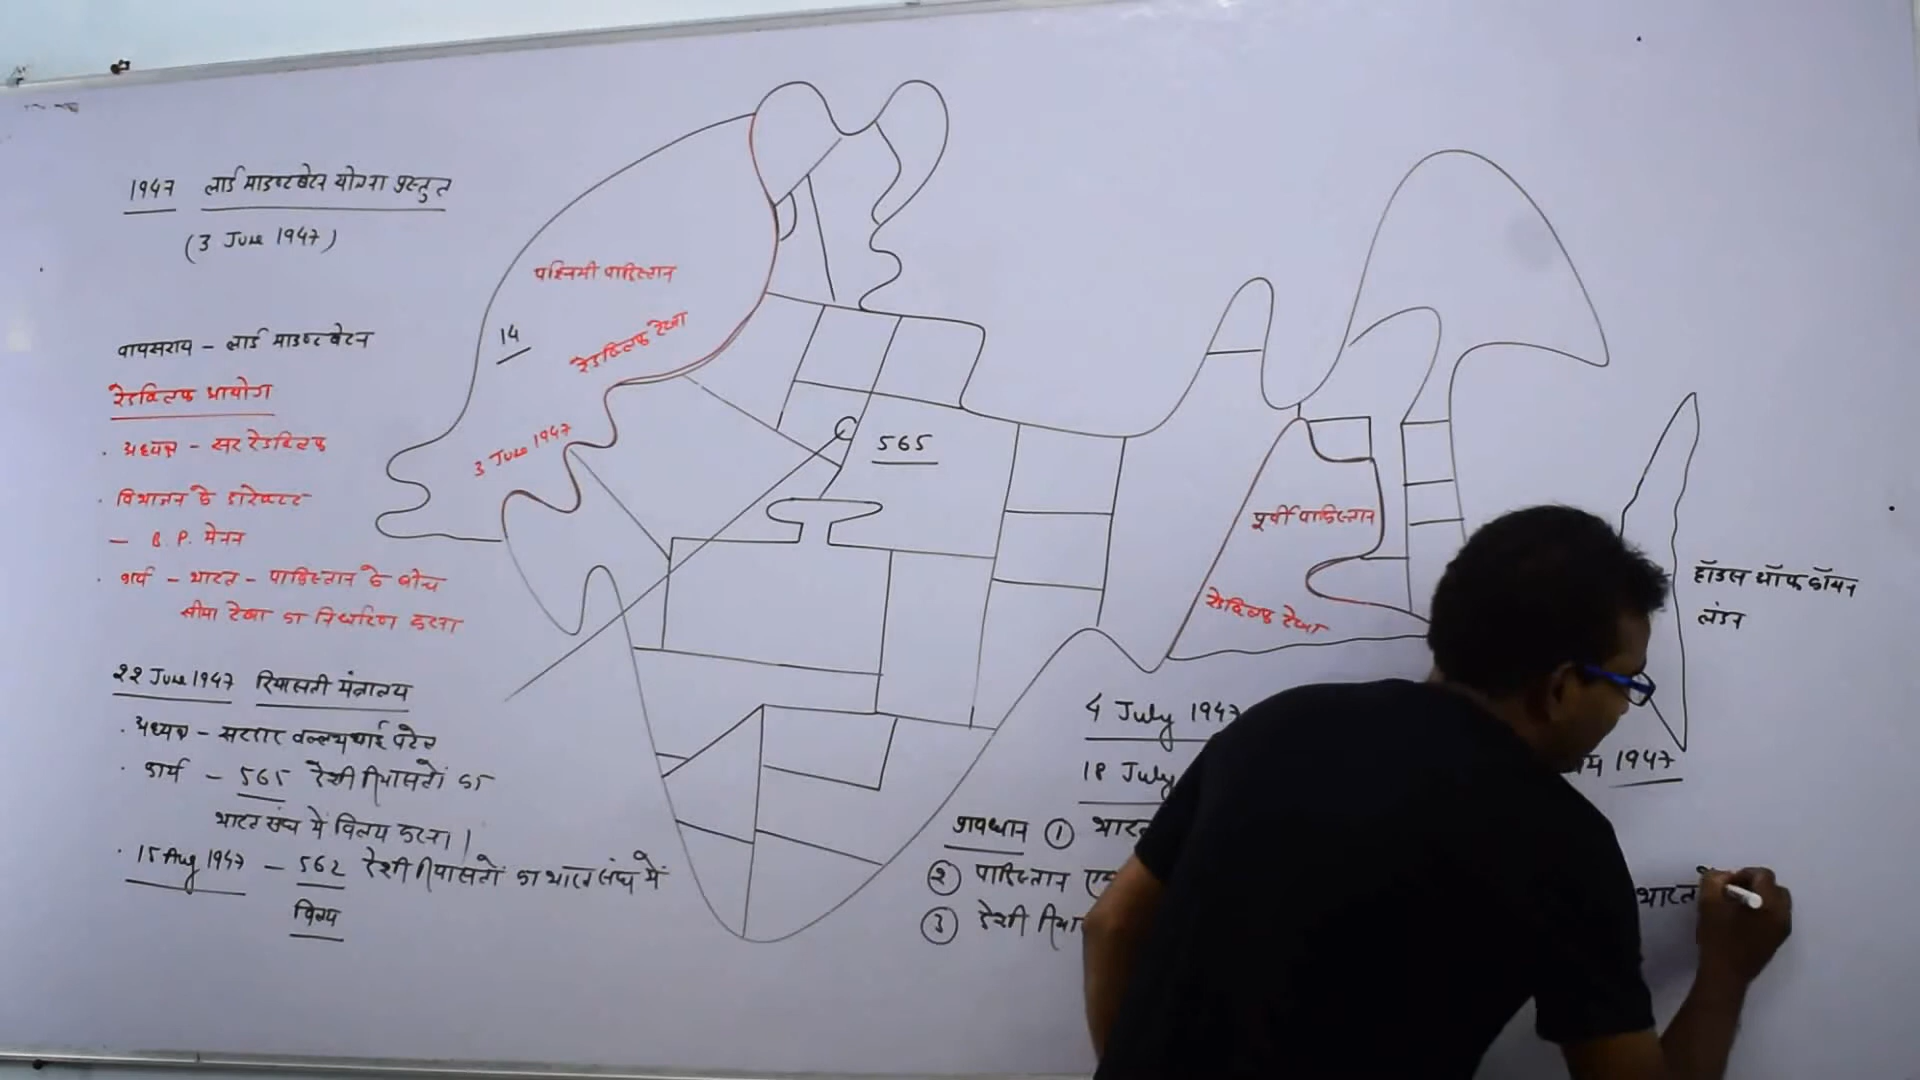 1947 लार्ड माउण्टबेटन योजना प्रस्तुत
(3 June 1947)
वायसराय - लार्ड माउण्टबेटन
रेडक्लिफ आयोग
· अध्यक्ष - सर रेडक्लिफ
· विभाजन के डारेक्टर
- B. P. मेनन
· कार्य - भारत - पाकिस्तान के बीच
सीमा रेखा का निर्धारण करना
22 June 1947 रियासती मंत्रालय
· अध्यक्ष - सरदार वल्लभभाई पटेल
· कार्य - 565 देशी रियासतों का
भारत संघ में विलय करना।
· 15 Aug 1947 - 562 देशी रियासतों का भारत संघ में
विलय
पश्चिमी पाकिस्तान
14
रेडक्लिफ रेखा
3 June 1947
565
पूर्वी पाकिस्तान
रेडक्लिफ रेखा
हॉउस ऑफ कॉमन
लंडन
4 July 1947
18 July
1947
प्रावधान ① भारत
② पाकिस्तान
③ देशी रिया
भारत